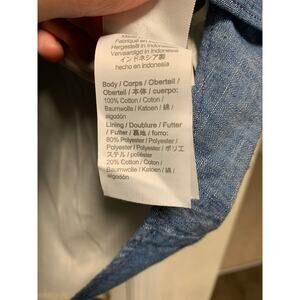 Fabriqué en Indonésie
Hergestellt in Indonesien
Vervaardigd in Indonesië
インドネシア製
hecho en Indonesia
Body / Corps / Oberteil /
Oberteil / 本体 / cuerpo:
100% Cotton / Coton /
Baumwolle / Katoen / 綿 /
algodón
Lining / Doublure / Futter
/ Futter / 裏地 / forro:
80% Polyester / Polyester /
Polyester / Polyester / ポリエ
ステル / poliéster
20% Cotton / Coton /
Baumwolle / Katoen / 綿 /
algodón